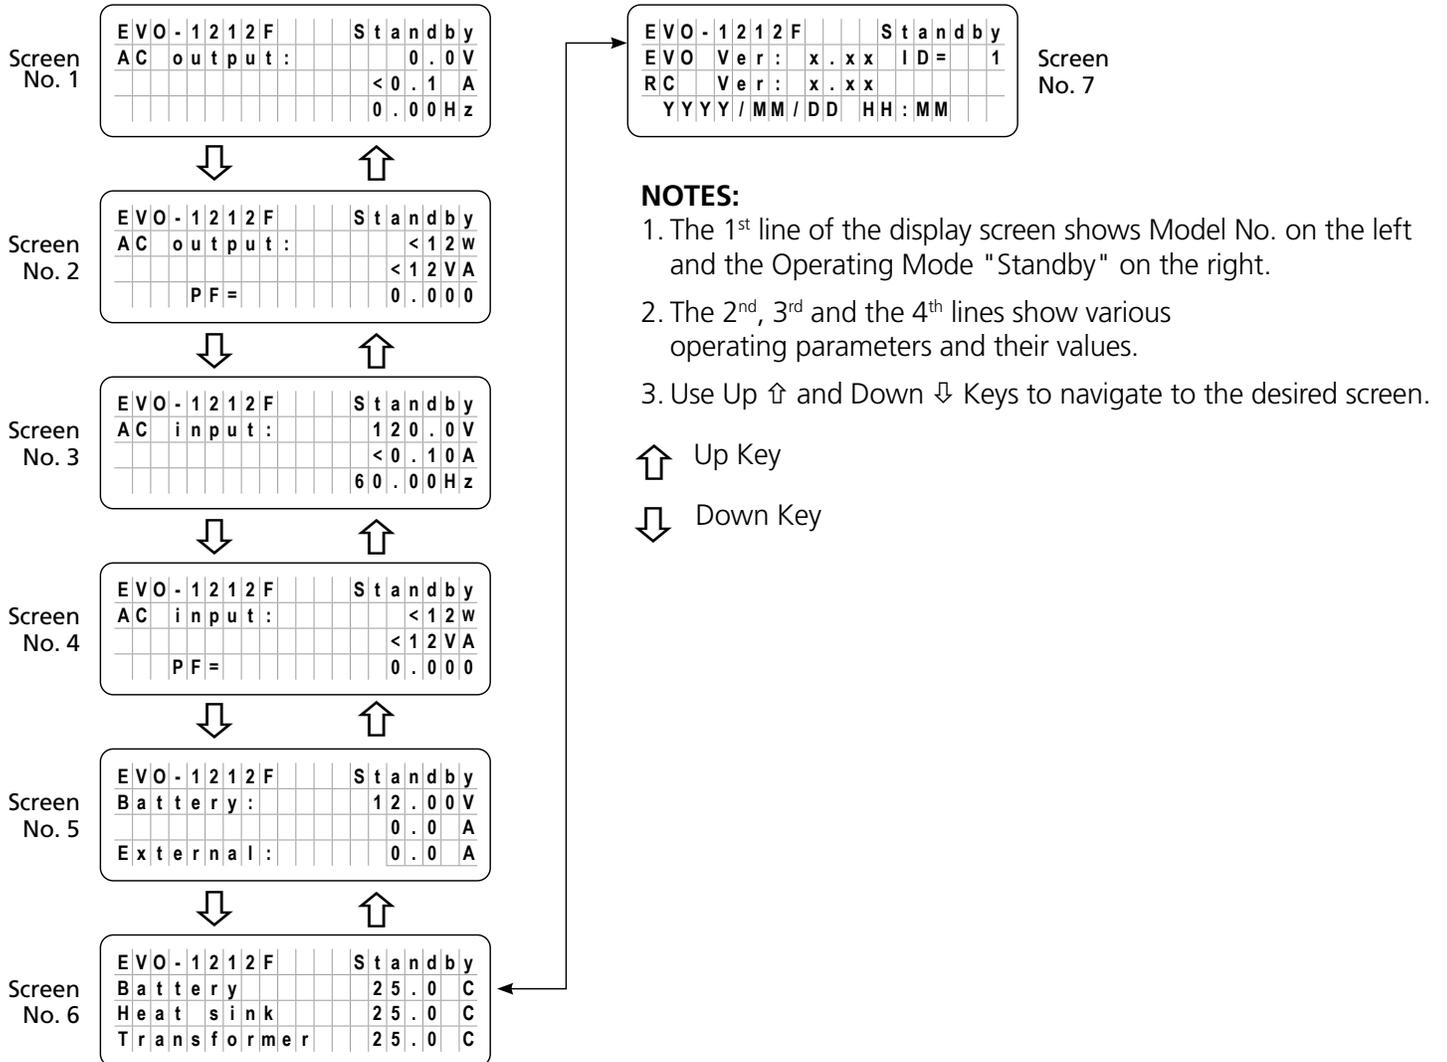 Screen No. 1
EVO-1212F Standby
AC output: 0.0V
<0.1 A
0.00Hz
Screen No. 2
EVO-1212F Standby
AC output: <12W
<12VA
PF= 0.000
Screen No. 3
EVO-1212F Standby
AC input: 120.0V
<0.10A
60.00Hz
Screen No. 4
EVO-1212F Standby
AC input: <12W
<12VA
PF= 0.000
Screen No. 5
EVO-1212F Standby
Battery: 12.00V
0.0 A
External: 0.0 A
Screen No. 6
EVO-1212F Standby
Battery 25.0 C
Heat sink 25.0 C
Transformer 25.0 C
EVO-1212F Standby
EVO Ver: x.xx ID= 1
RC Ver: x.xx
YYYY/MM/DD HH:MM
Screen No. 7
NOTES:
1. The 1st line of the display screen shows Model No. on the left
and the Operating Mode "Standby" on the right.
2. The 2nd, 3rd and the 4th lines show various
operating parameters and their values.
3. Use Up ⇧ and Down ⇩ Keys to navigate to the desired screen.
⇧ Up Key
⇩ Down Key